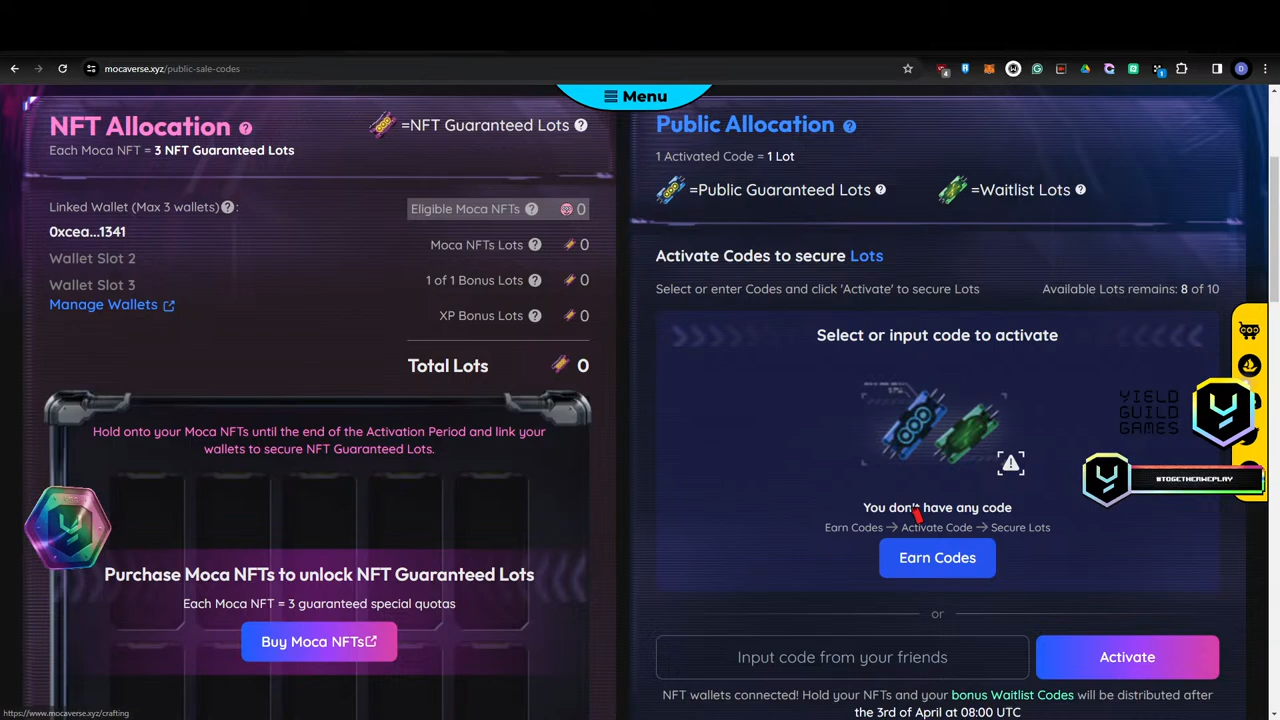 mocaverse.xyz/public-sale-codes
Menu
NFT Allocation
=NFT Guaranteed Lots
Each Moca NFT = 3 NFT Guaranteed Lots
Linked Wallet (Max 3 wallets) :
0xcea...1341
Wallet Slot 2
Wallet Slot 3
Manage Wallets
Eligible Moca NFTs 0
Moca NFTs Lots 0
1 of 1 Bonus Lots 0
XP Bonus Lots 0
Total Lots 0
Hold onto your Moca NFTs until the end of the Activation Period and link your
wallets to secure NFT Guaranteed Lots.
Purchase Moca NFTs to unlock NFT Guaranteed Lots
Each Moca NFT = 3 guaranteed special quotas
Buy Moca NFTs
Public Allocation
1 Activated Code = 1 Lot
=Public Guaranteed Lots
=Waitlist Lots
Activate Codes to secure Lots
Select or enter Codes and click 'Activate' to secure Lots
Available Lots remains: 8 of 10
Select or input code to activate
You don't have any code
Earn Codes → Activate Code → Secure Lots
Earn Codes
or
Input code from your friends
Activate
NFT wallets connected! Hold your NFTs and your bonus Waitlist Codes will be distributed after
the 3rd of April at 08:00 UTC
YIELD
GUILD
GAMES
#TOGETHERWEPLAY
https://www.mocaverse.xyz/crafting